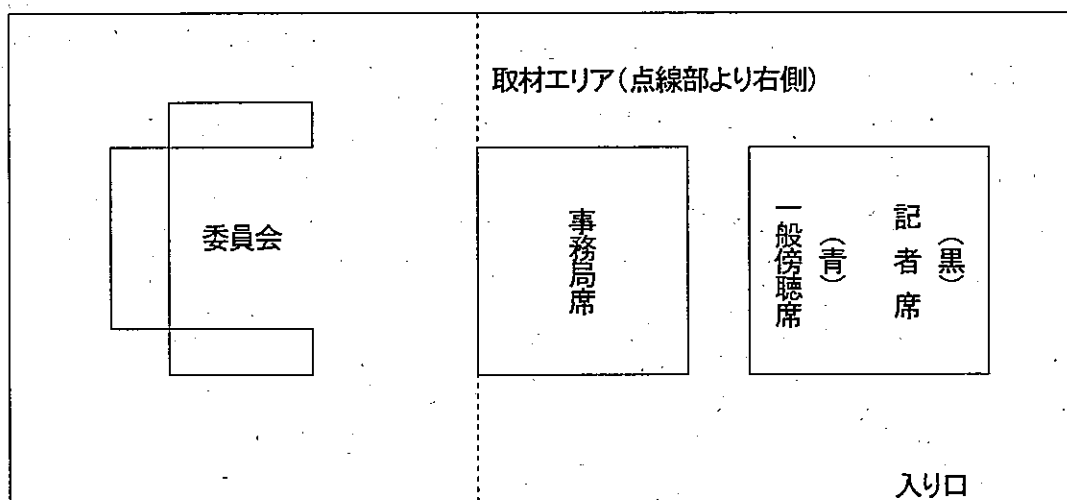 取材エリア(点線部より右側)
委員会
事務局席
一般傍聴席
(青)
記者席
(黒)
入り口